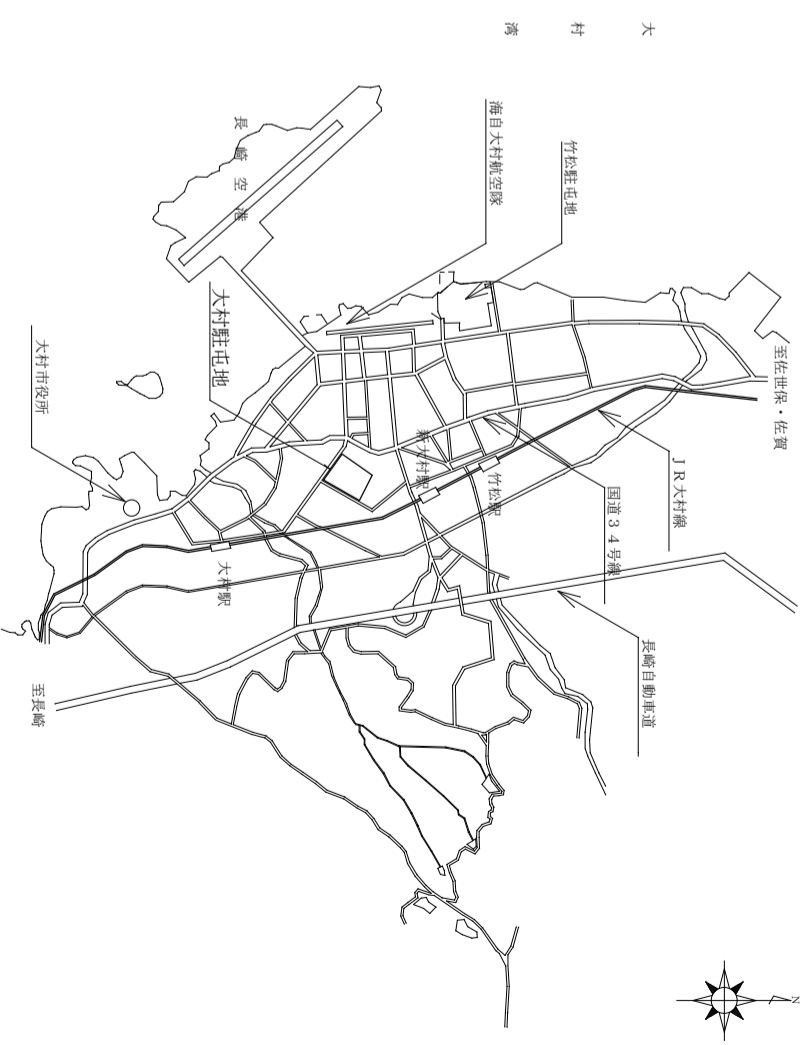 大村湾
長崎空港
海自大村航空隊
竹松駐屯地
大村駐屯地
大村市役所
至佐世保・佐賀
JR大村線
国道34号線
新大村駅
竹松駅
大村駅
長崎自動車道
至長崎
N